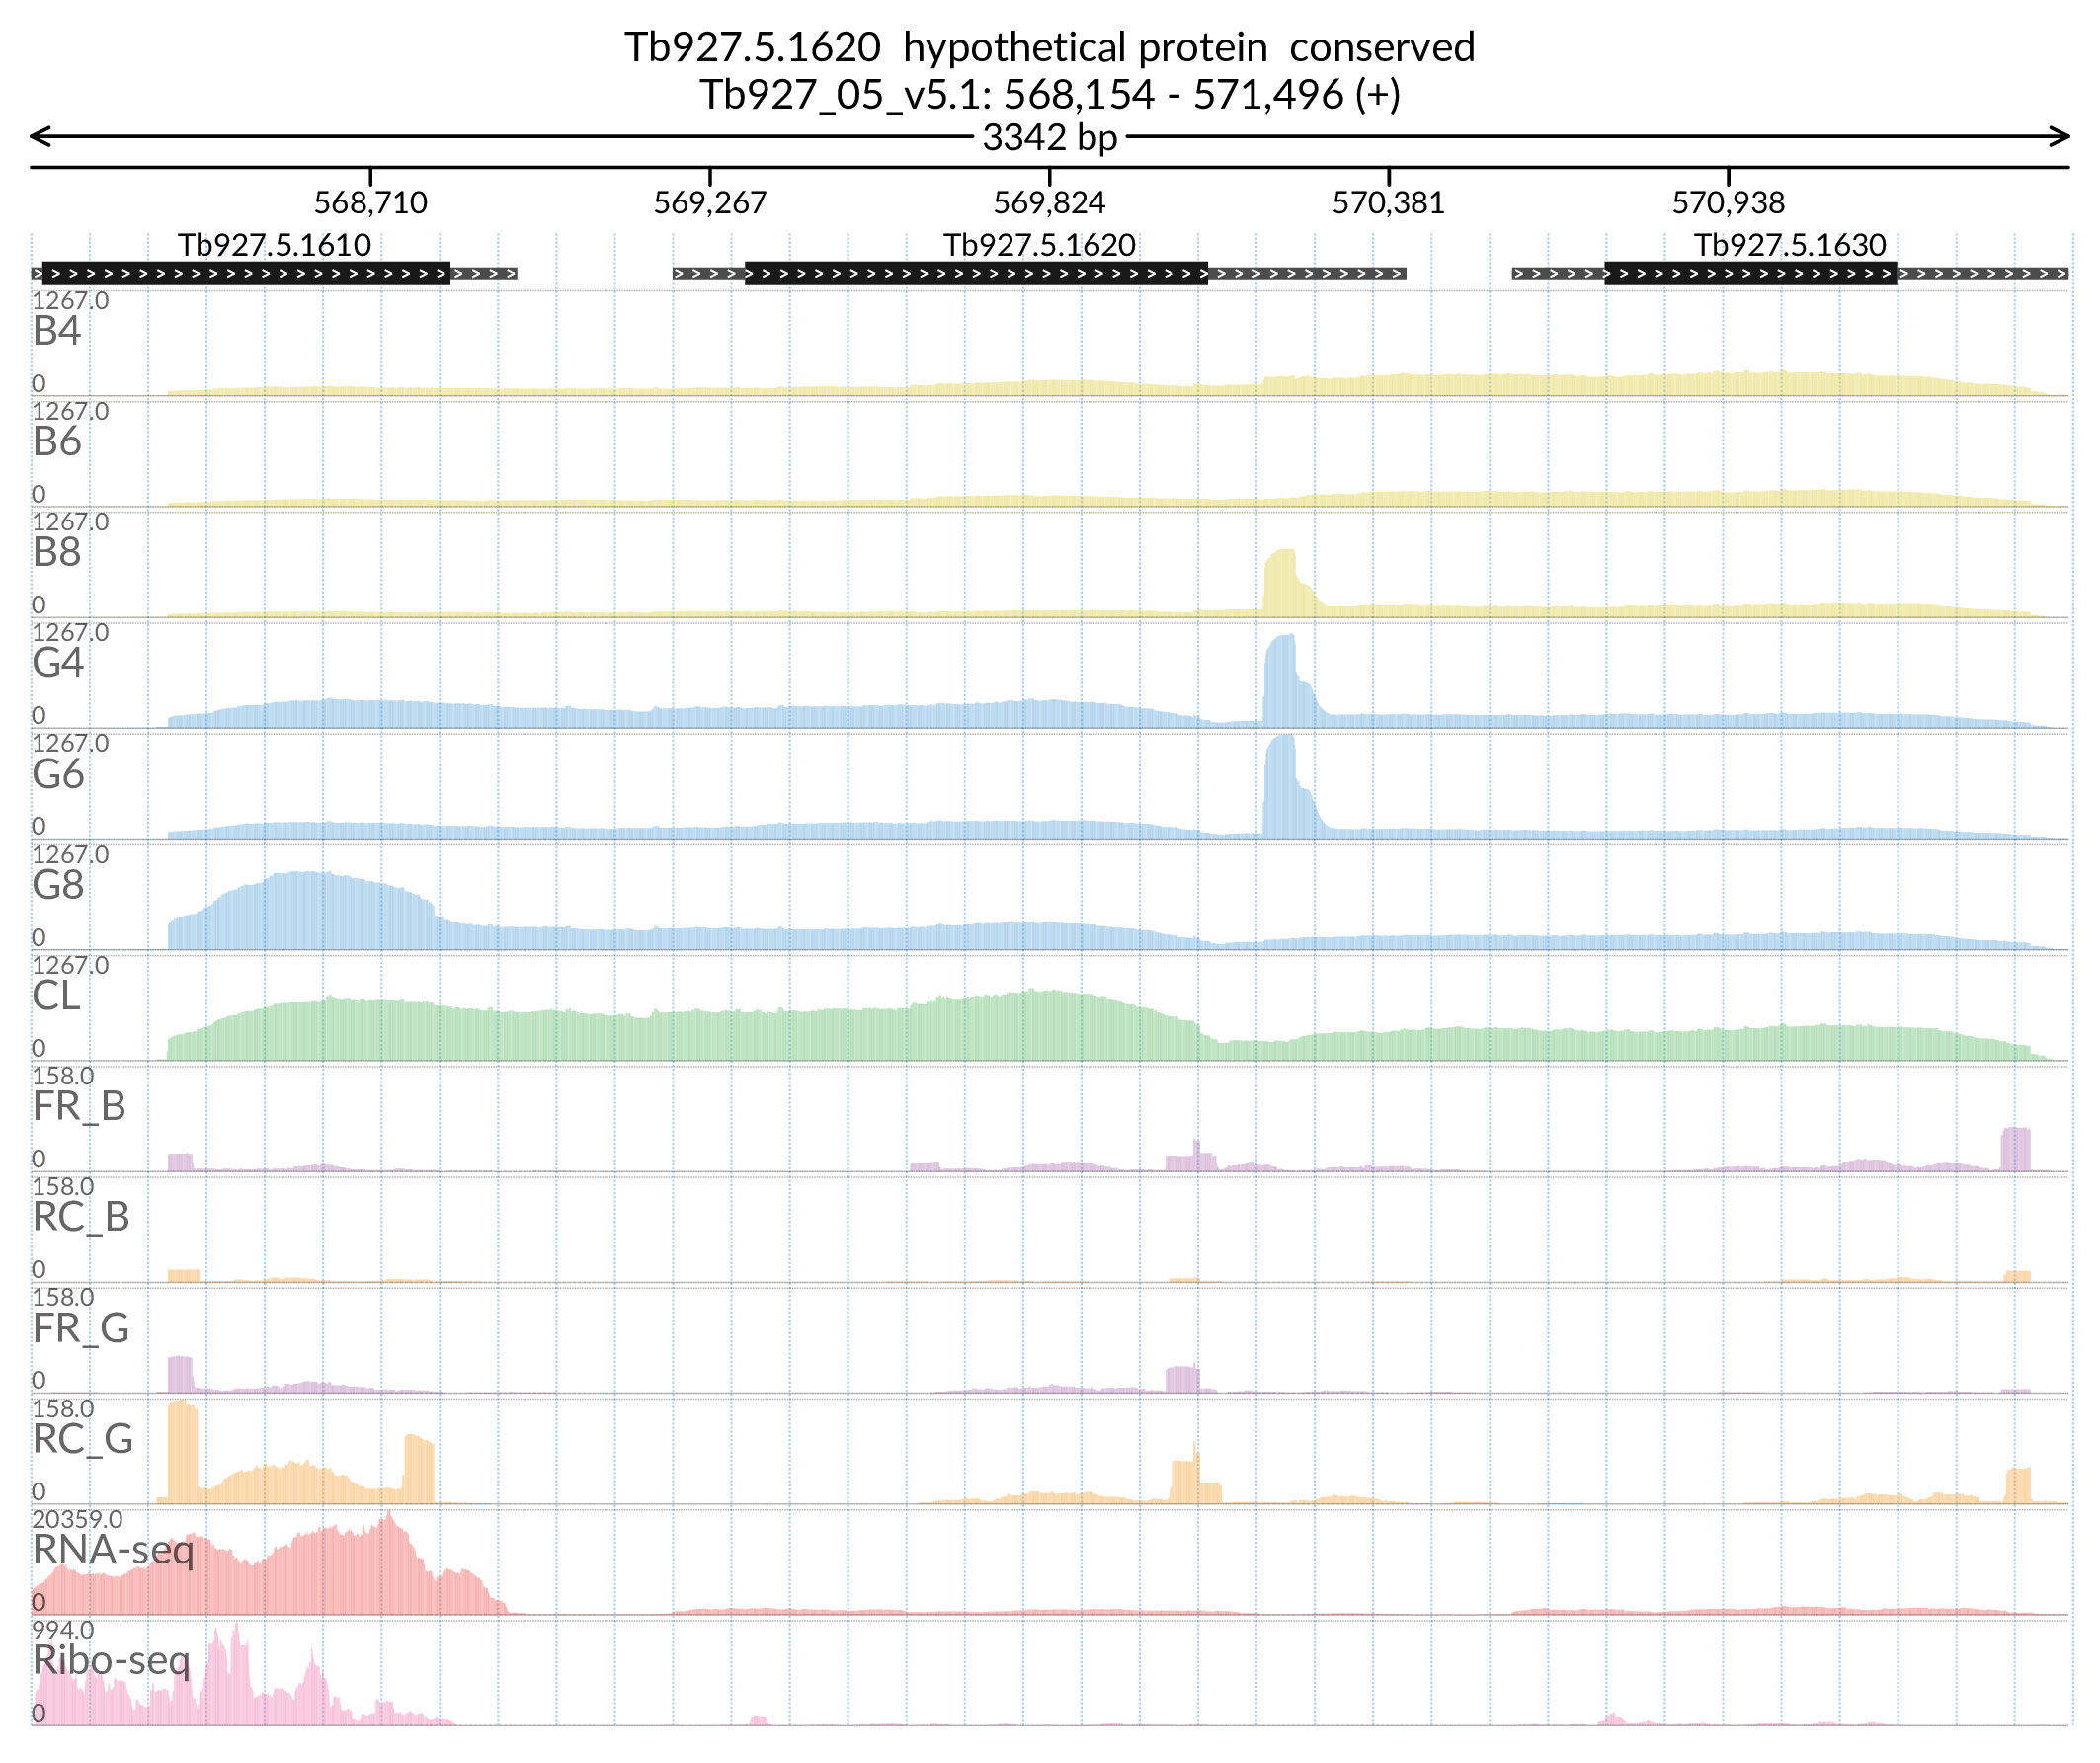 Tb927.5.1620  hypothetical protein  conserved
Tb927_05_v5.1: 568,154 - 571,496 (+)
3342 bp
568,710 569,267 569,824 570,381 570,938
Tb927.5.1610 Tb927.5.1620 Tb927.5.1630
1267.0
B4
0
1267.0
B6
0
1267.0
B8
0
1267.0
G4
0
1267.0
G6
0
1267.0
G8
0
1267.0
CL
0
158.0
FR_B
0
158.0
RC_B
0
158.0
FR_G
0
158.0
RC_G
0
20359.0
RNA-seq
0
994.0
Ribo-seq
0